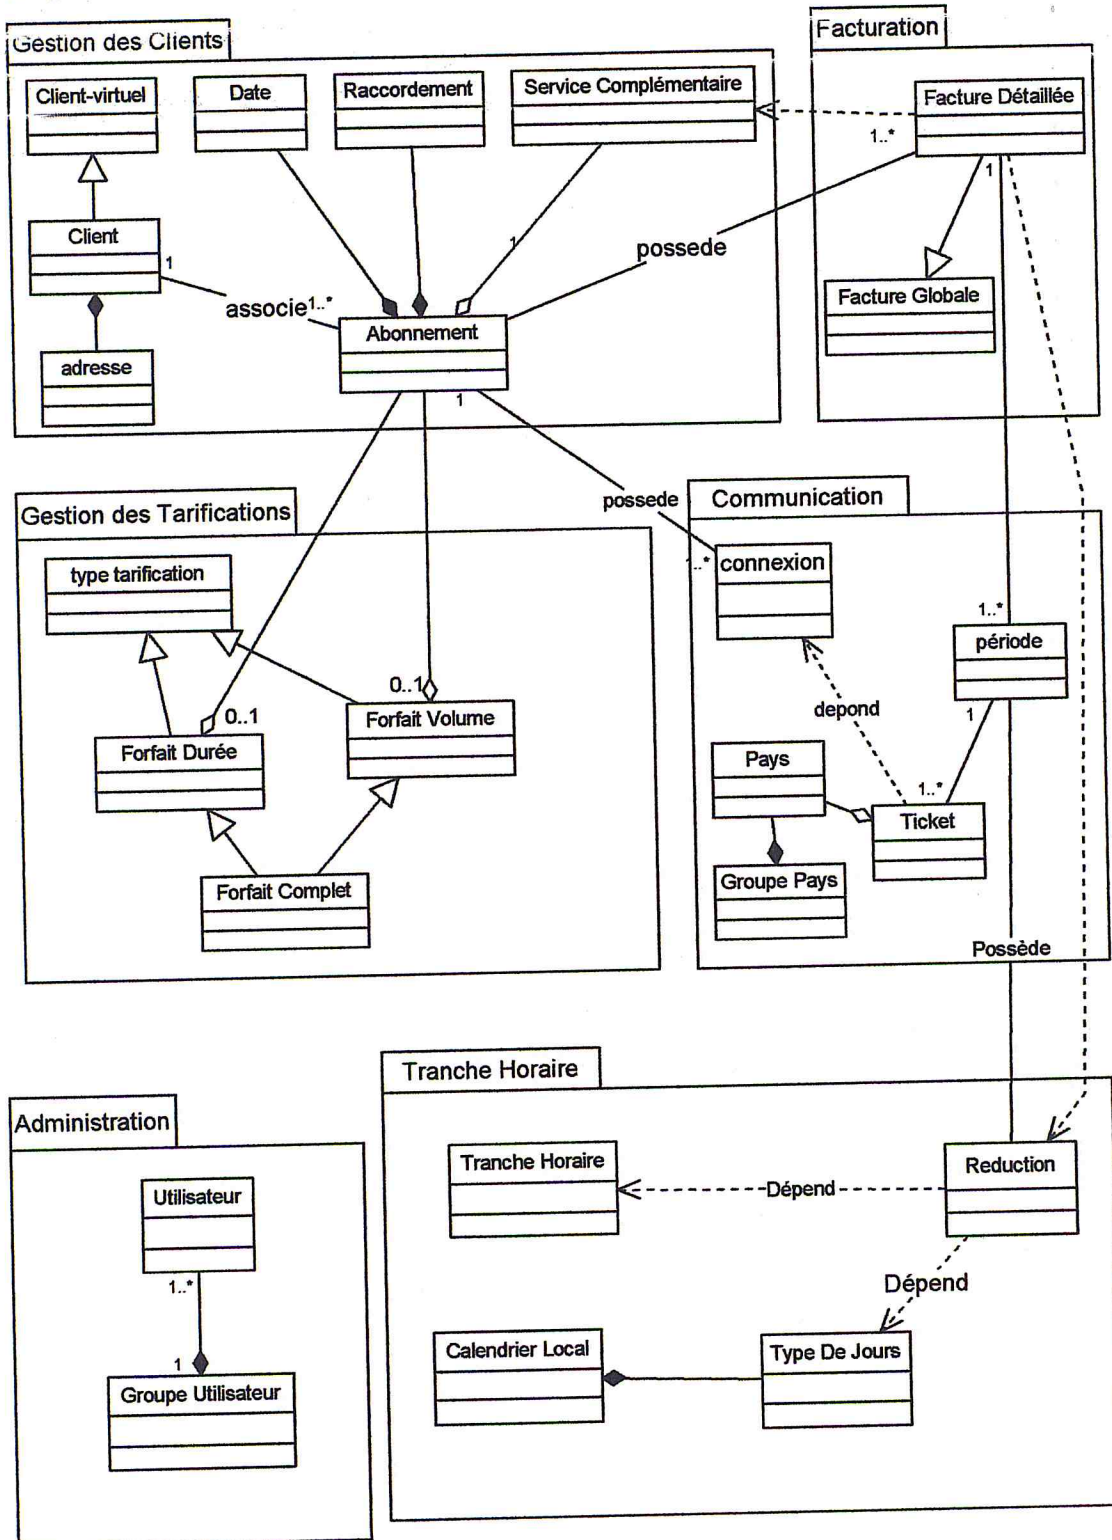 Gestion des Clients
Client-virtuel
Date
Raccordement
Service Complémentaire
Client
1
1
associe
1..*
Abonnement
adresse
1
possede
Facturation
Facture Détaillée
1..*
1
Facture Globale
Gestion des Tarifications
type tarification
0..1
0..1
Forfait Volume
Forfait Durée
Forfait Complet
possede
Communication
1..*
connexion
1..*
période
depond
1
Pays
1..*
Ticket
Groupe Pays
Possède
Administration
Utilisateur
1..*
1
Groupe Utilisateur
Tranche Horaire
Tranche Horaire
Dépend
Reduction
Dépend
Calendrier Local
Type De Jours